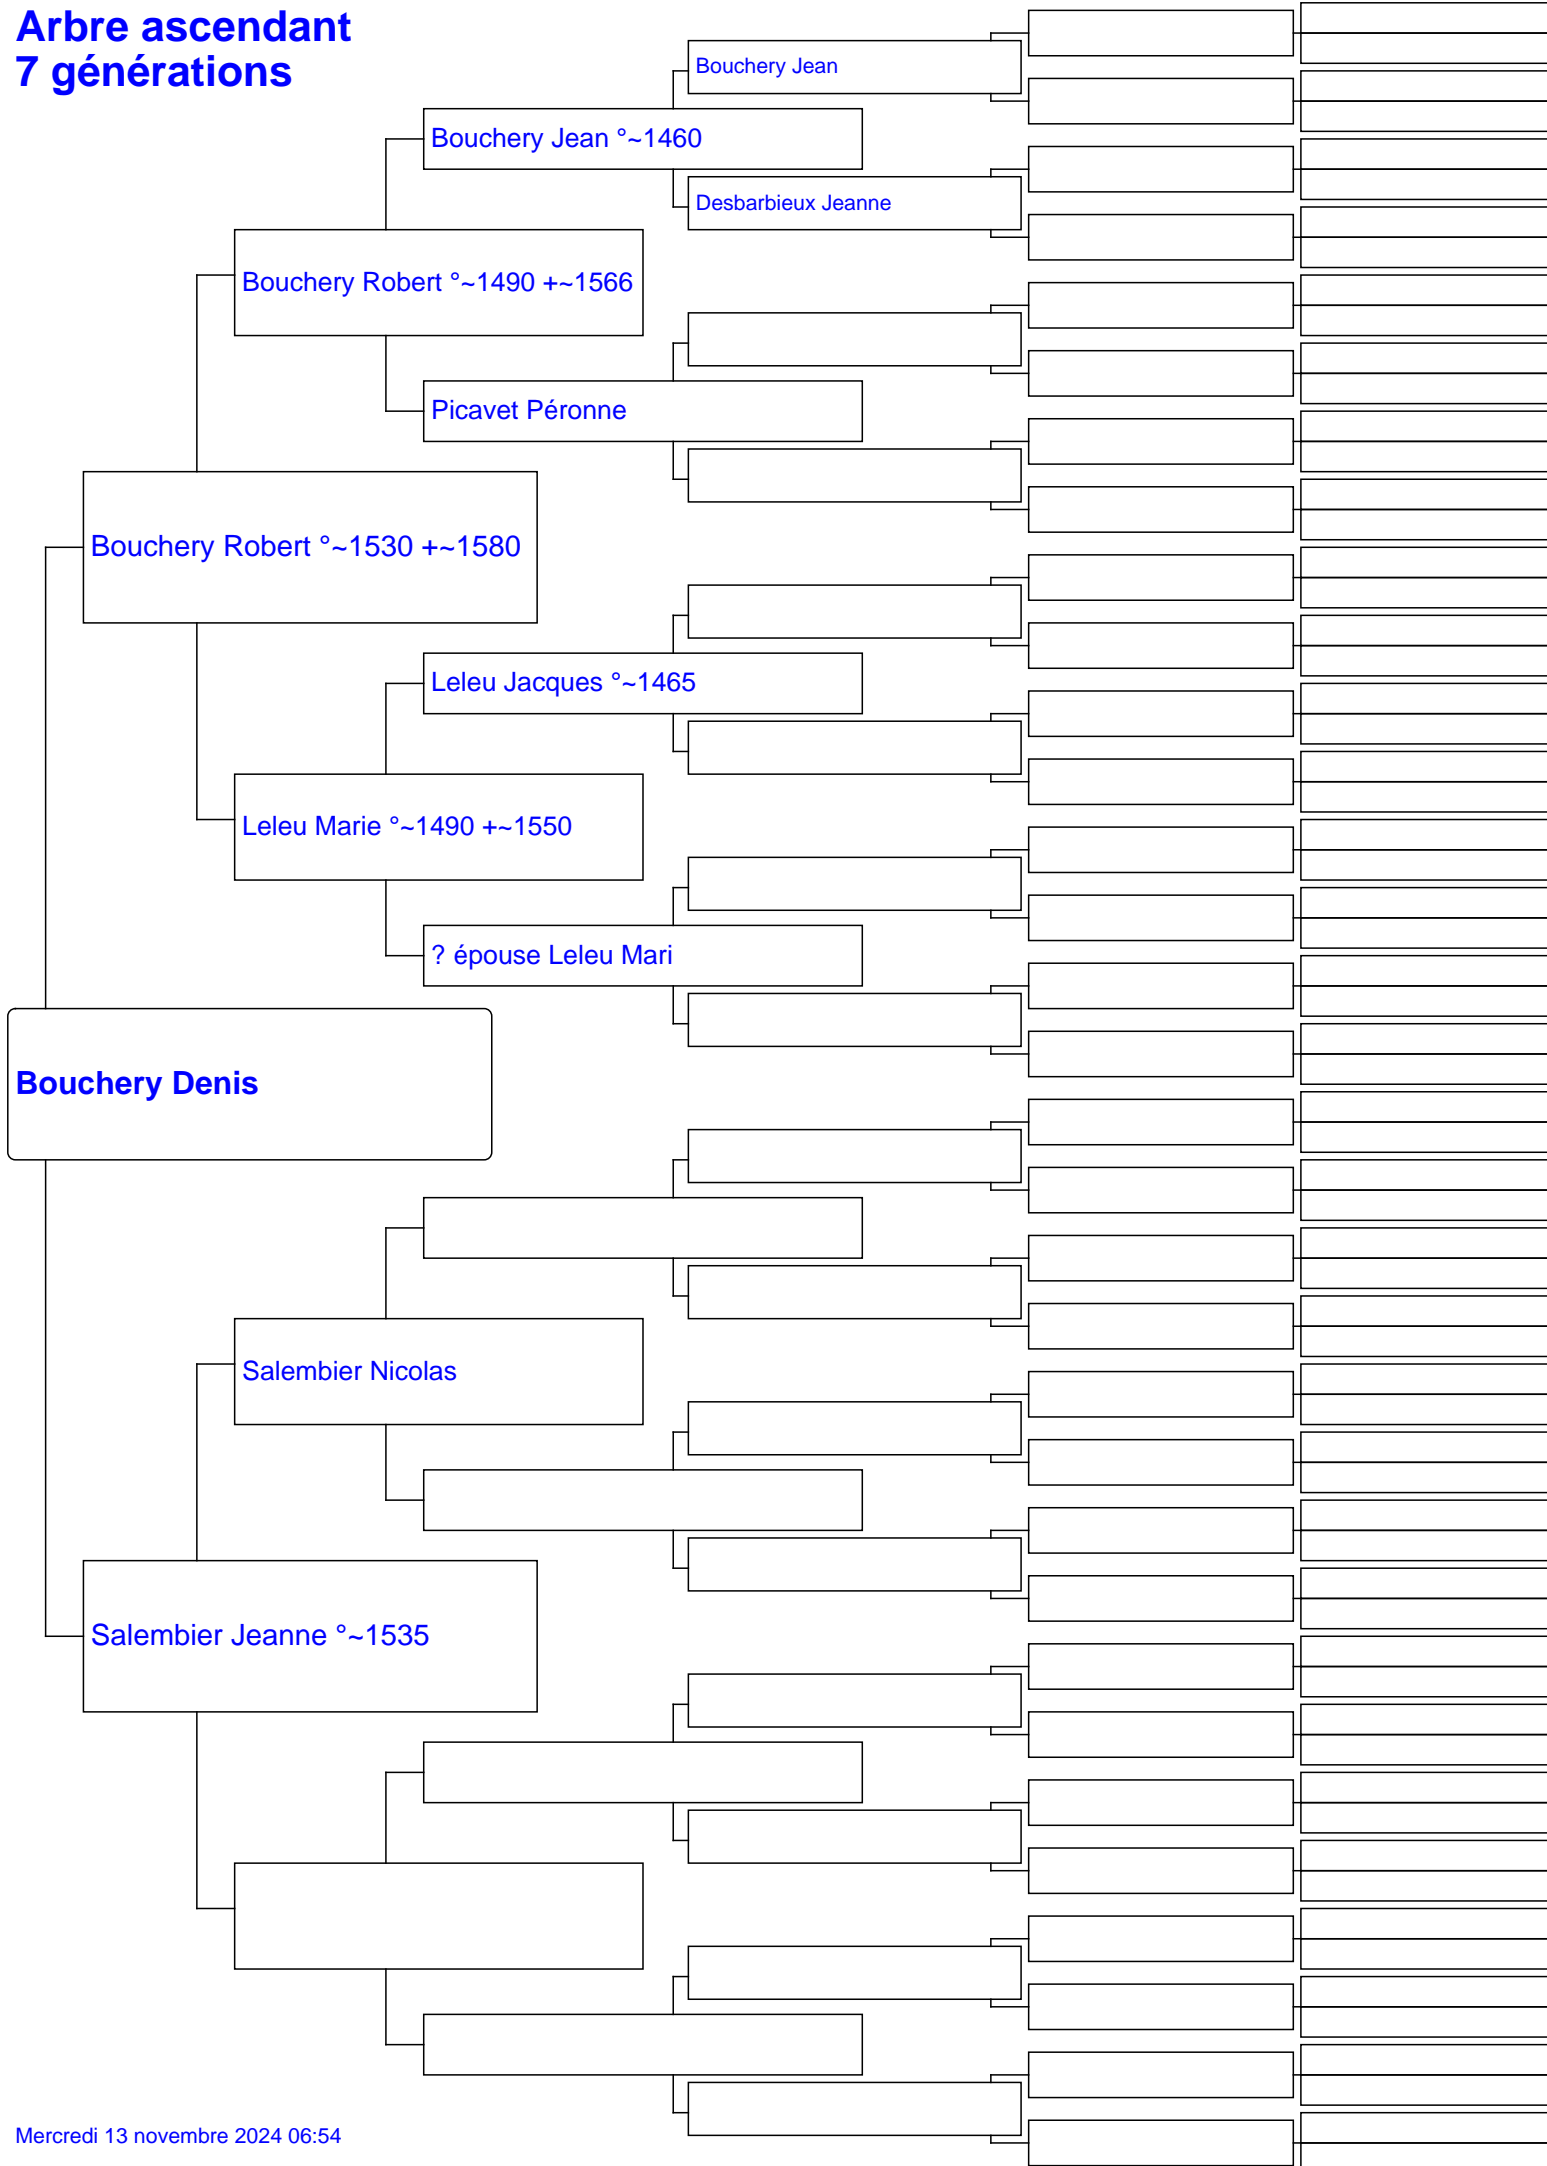 Arbre ascendant
7 générations
Bouchery Jean
Bouchery Jean °~1460
Desbarbieux Jeanne
Bouchery Robert °~1490 +~1566
Picavet Péronne
Bouchery Robert °~1530 +~1580
Leleu Jacques °~1465
Leleu Marie °~1490 +~1550
? épouse Leleu Mari
Bouchery Denis
Salembier Nicolas
Salembier Jeanne °~1535
Mercredi 13 novembre 2024 06:54